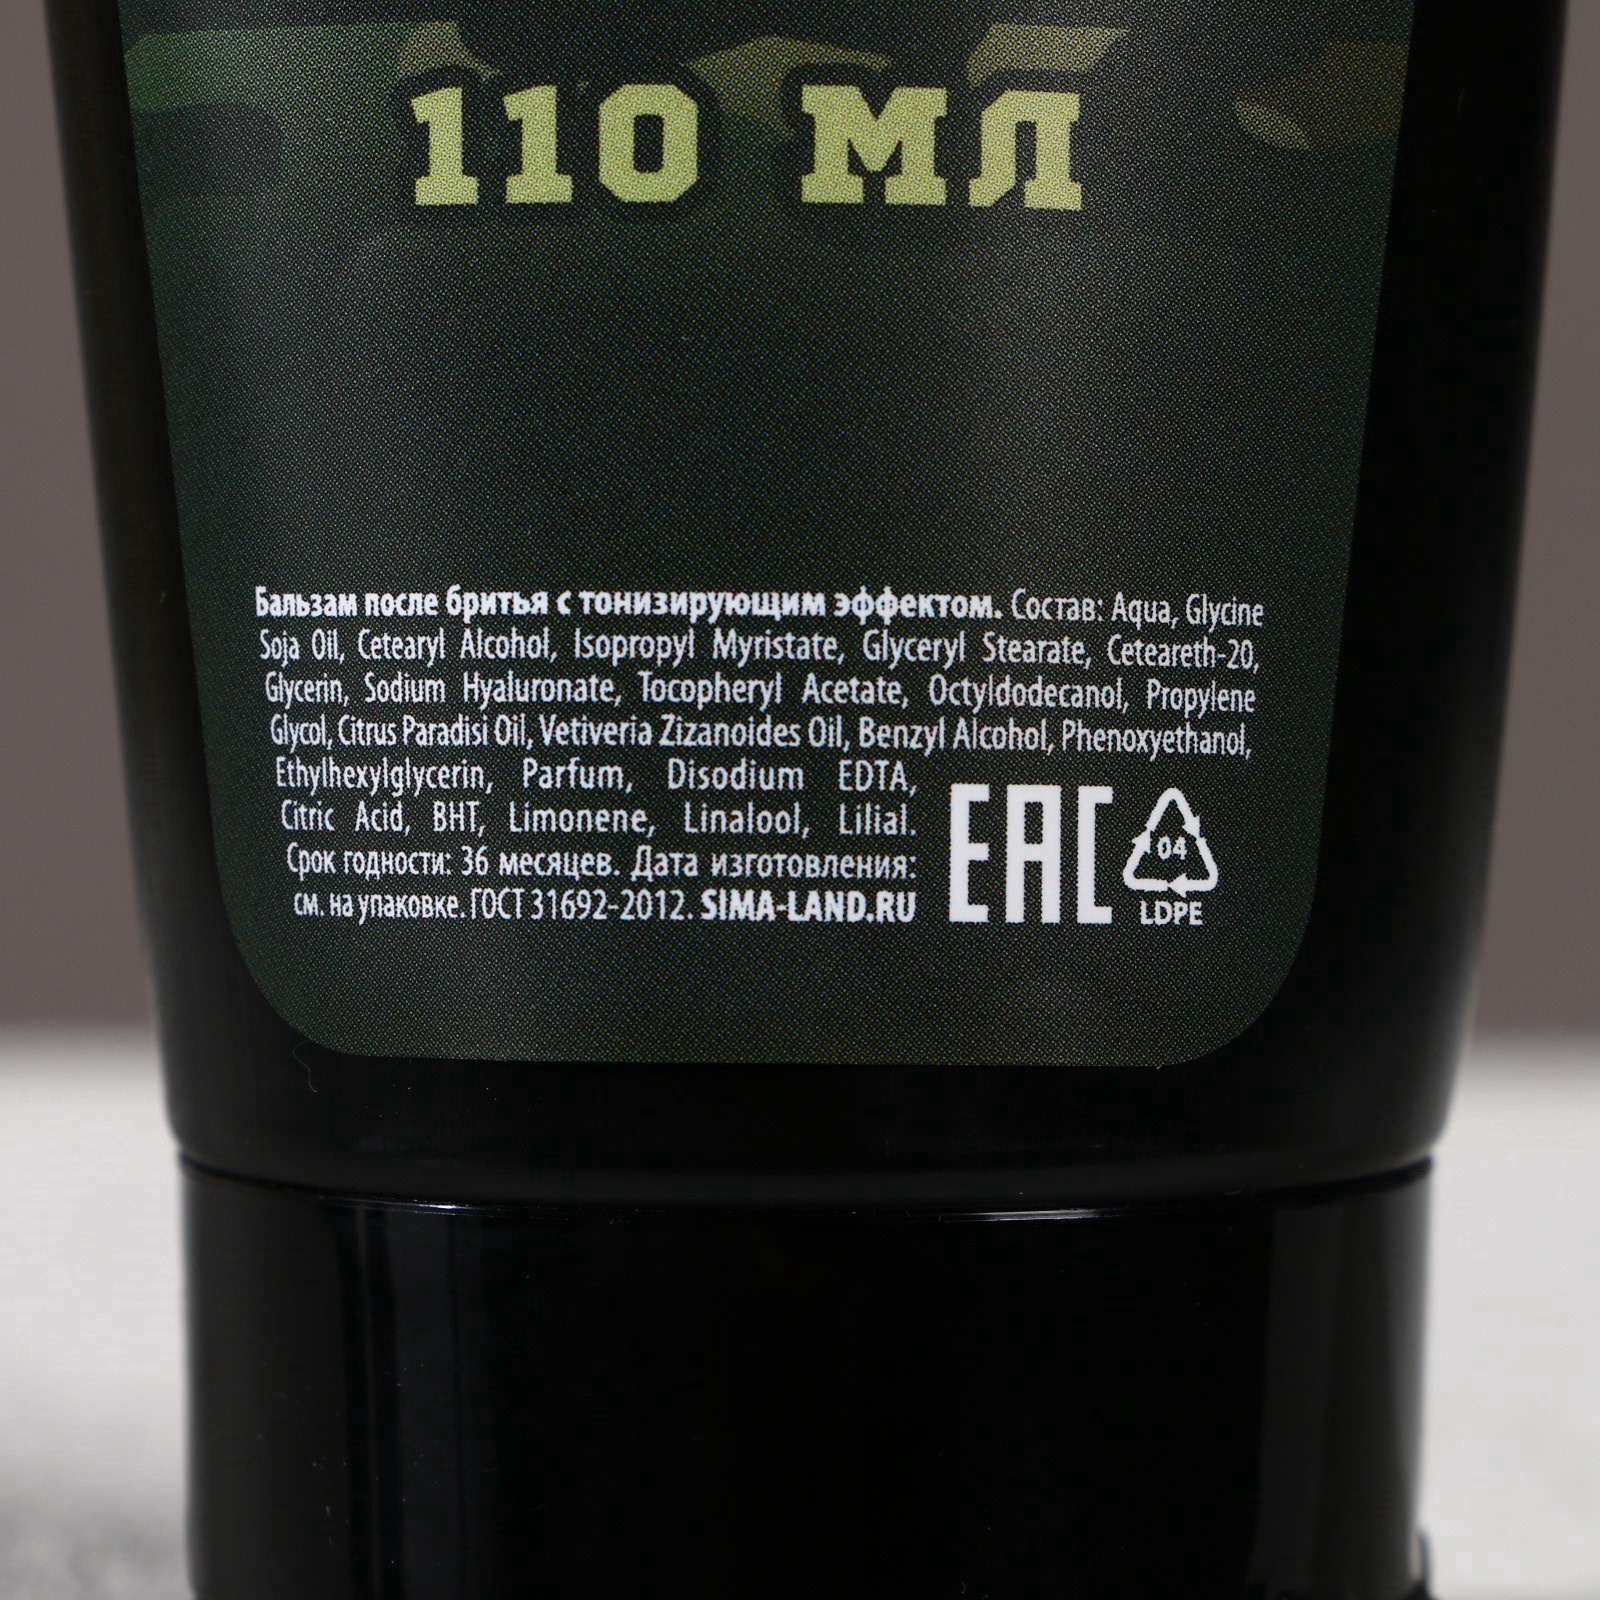 110 МЛ
Бальзам после бритья с тонизирующим эффектом. Состав: Aqua, Glycine
Soja Oil, Cetearyl Alcohol, Isopropyl Myristate, Glyceryl Stearate, Ceteareth-20,
Glycerin, Sodium Hyaluronate, Tocopheryl Acetate, Octyldodecanol, Propylene
Glycol, Citrus Paradisi Oil, Vetiveria Zizanoides Oil, Benzyl Alcohol, Phenoxyethanol,
Ethylhexylglycerin, Parfum, Disodium EDTA,
Citric Acid, BHT, Limonene, Linalool, Lilial.
Срок годности: 36 месяцев. Дата изготовления:
см. на упаковке. ГОСТ 31692-2012. SIMA-LAND.RU
EAC
04
LDPE